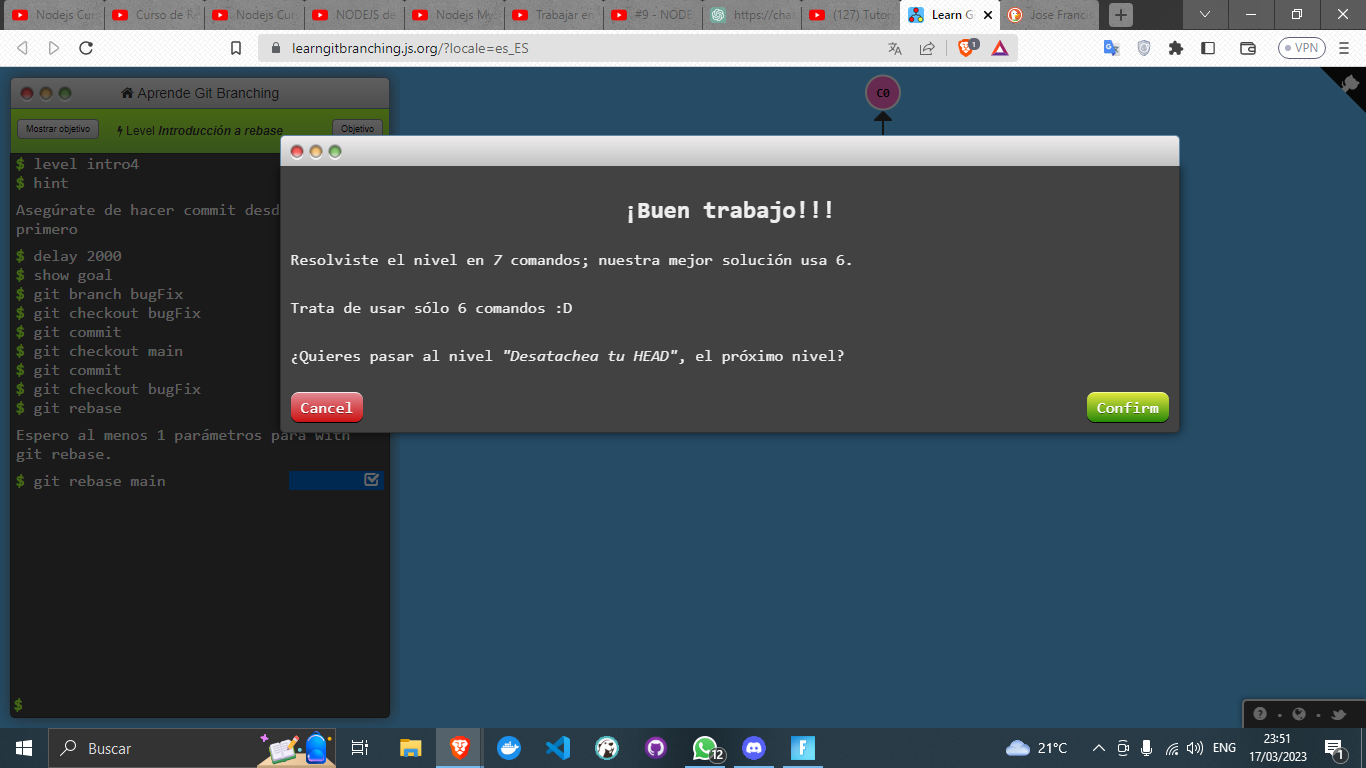 Nodejs Cur
Curso de Re
Nodejs Cur
NODEJS de
Nodejs My
Trabajar en
#9 - NODE
https://cha
(127) Tutor
Learn G
Jose Francis
learngitbranching.js.org/?locale=es_ES
1
VPN
Aprende Git Branching
Mostrar objetivo
Level Introducción a rebase
Objetivo
C0
$ level intro4
$ hint
Asegúrate de hacer commit desd
primero
$ delay 2000
$ show goal
$ git branch bugFix
$ git checkout bugFix
$ git commit
$ git checkout main
$ git commit
$ git checkout bugFix
$ git rebase
Espero al menos 1 parámetros para with
git rebase.
$ git rebase main
$
¡Buen trabajo!!!
Resolviste el nivel en 7 comandos; nuestra mejor solución usa 6.
Trata de usar sólo 6 comandos :D
¿Quieres pasar al nivel "Desatachea tu HEAD", el próximo nivel?
Cancel
Confirm
Buscar
12
21°C
ENG
23:51
17/03/2023
1